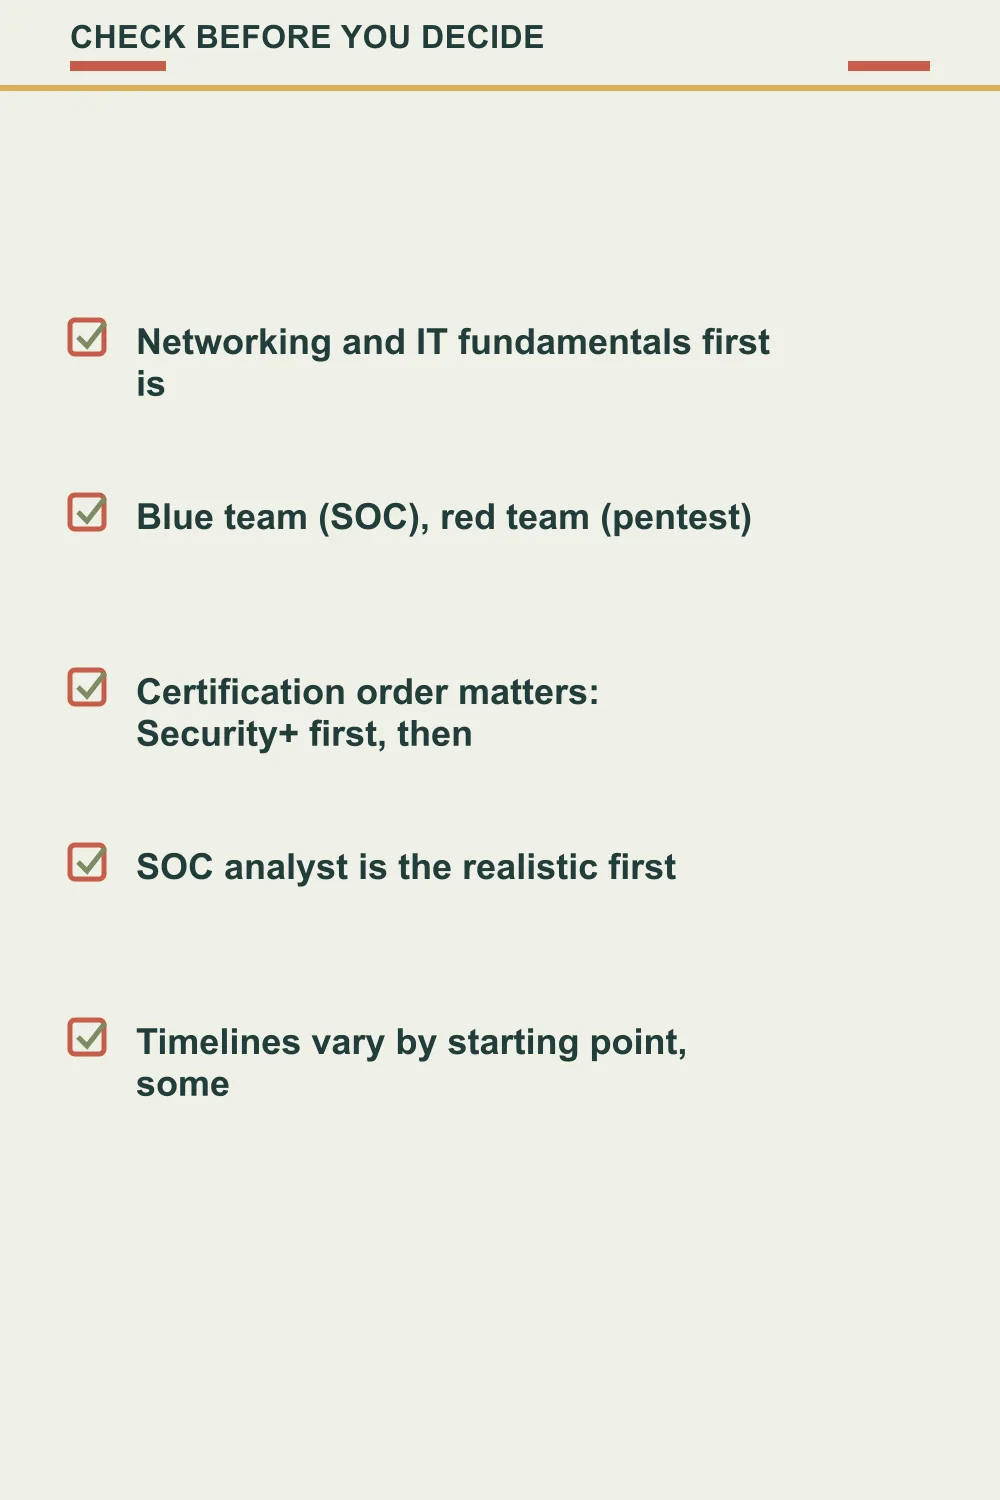 CHECK BEFORE YOU DECIDE
Networking and IT fundamentals first
is
Blue team (SOC), red team (pentest)
Certification order matters:
Security+ first, then
SOC analyst is the realistic first
Timelines vary by starting point,
some